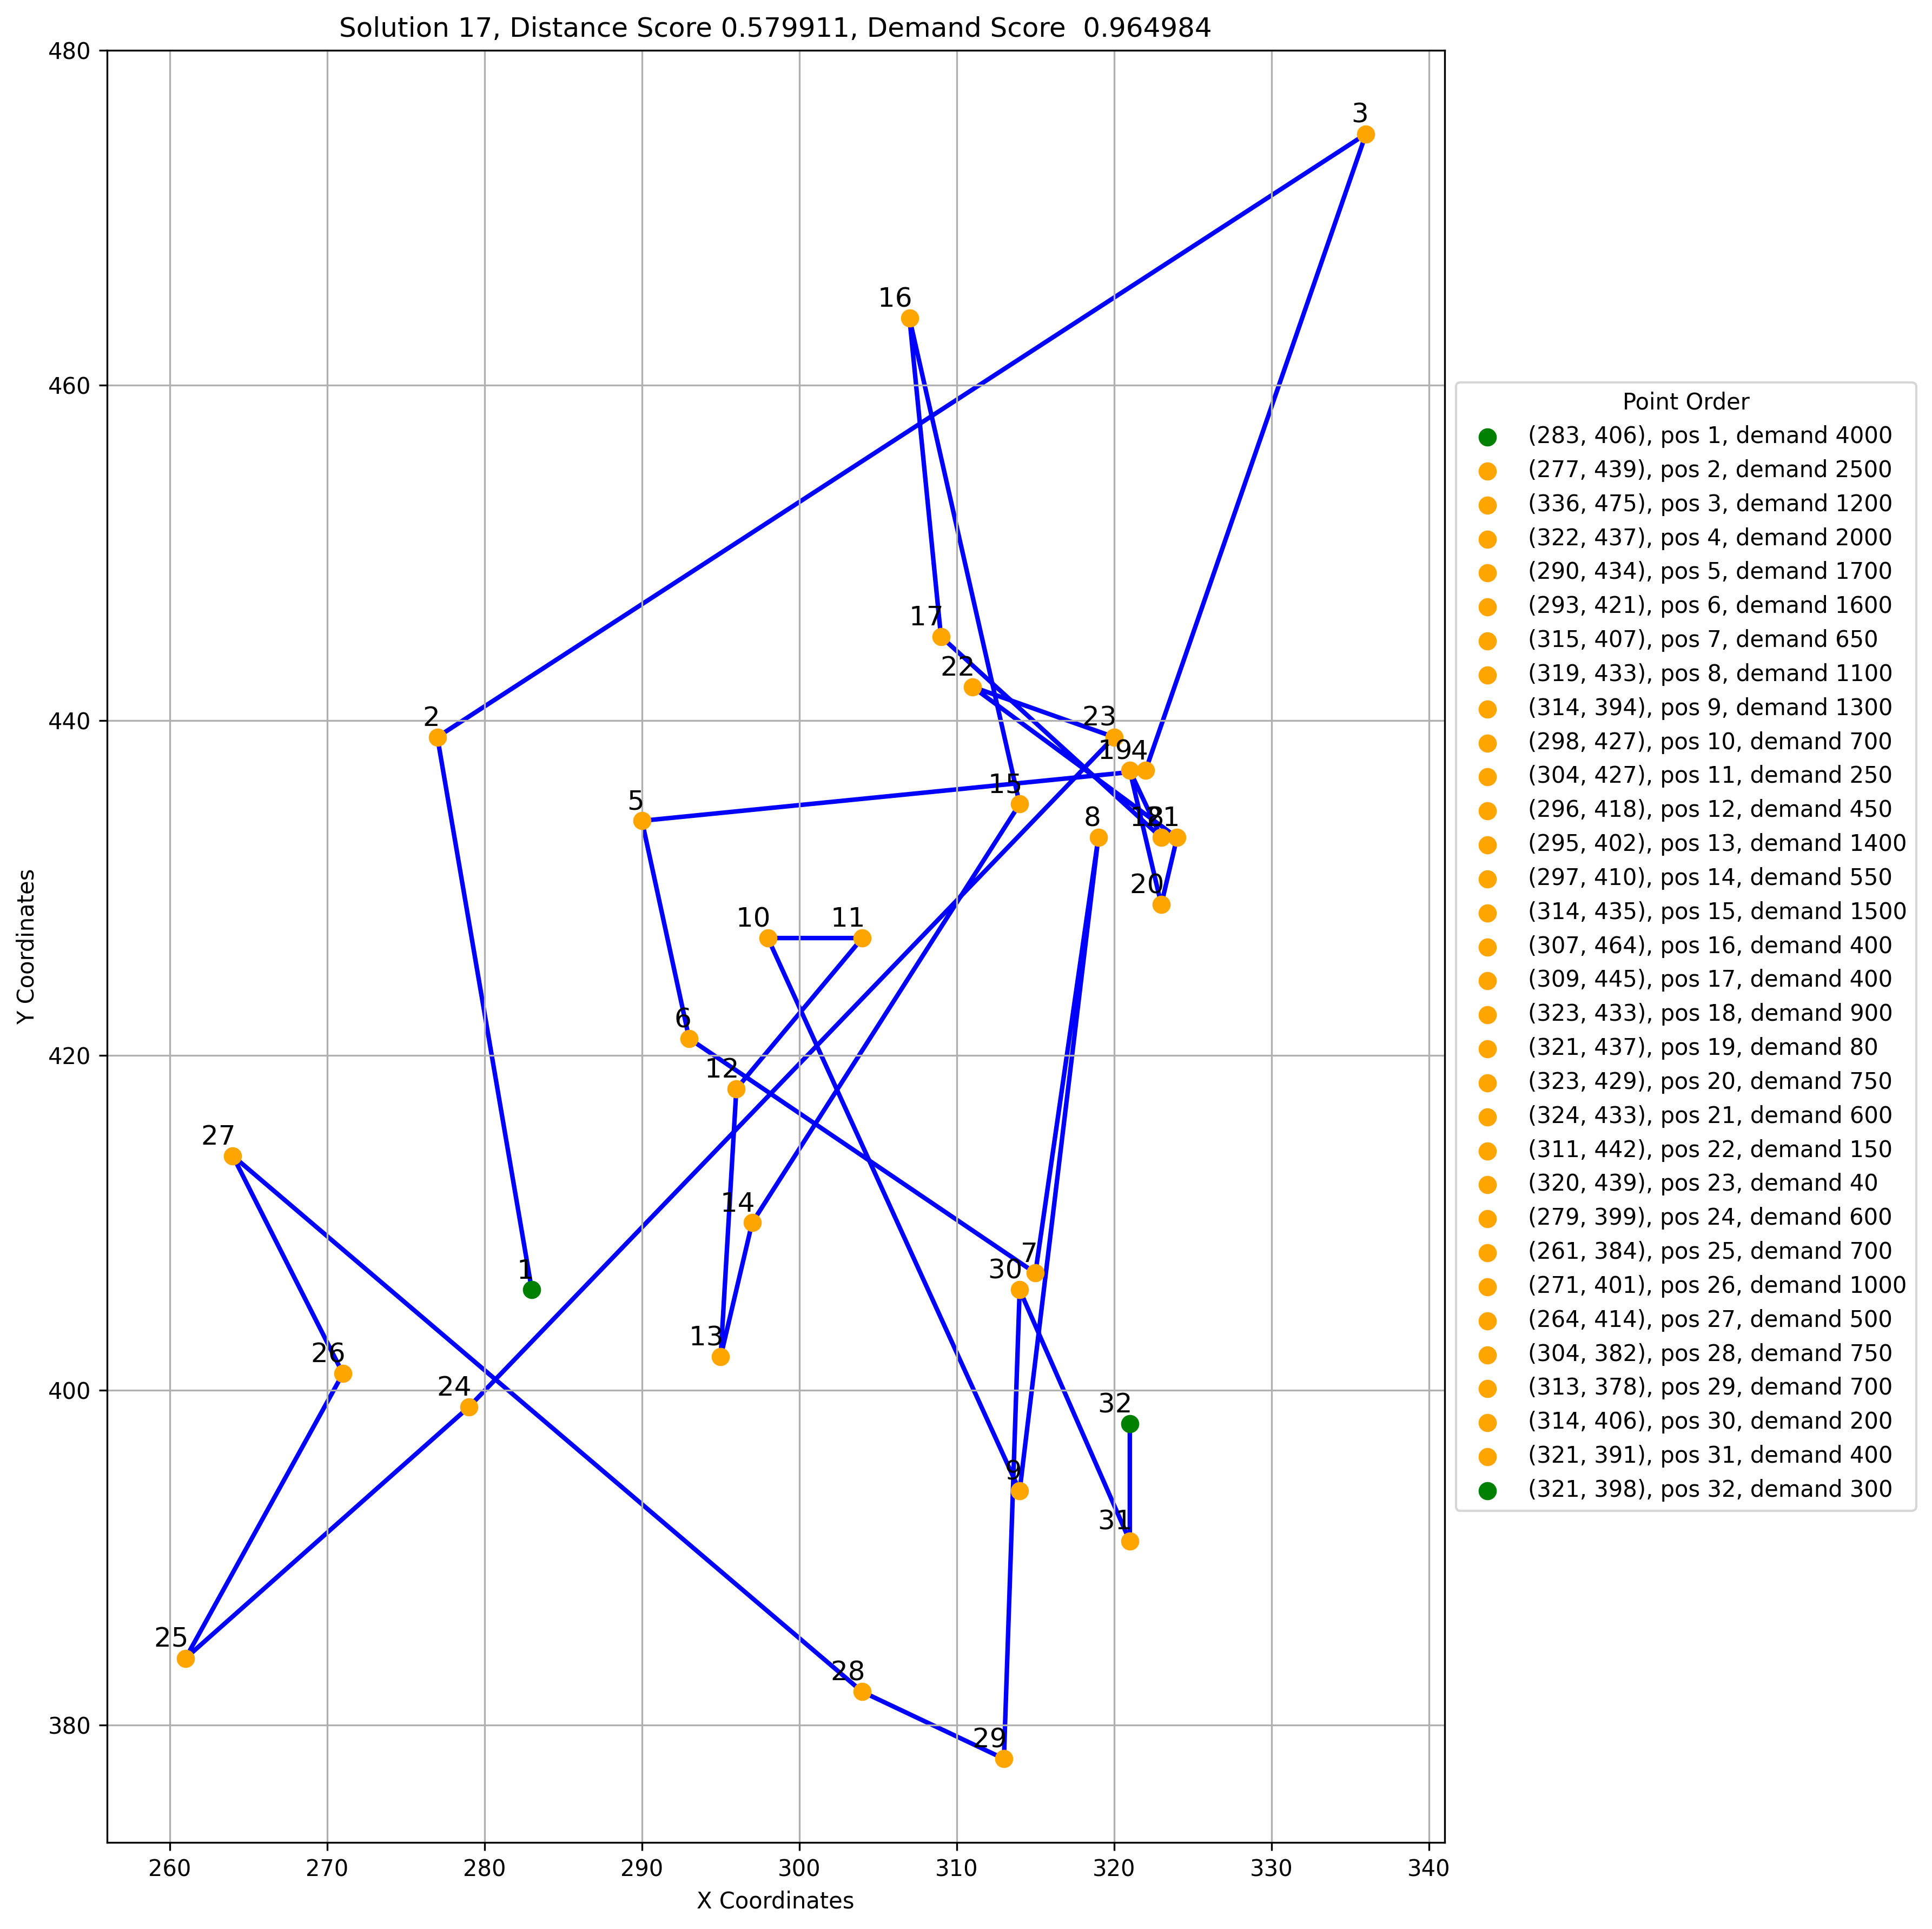 Solution 17, Distance Score 0.579911, Demand Score  0.964984
480
460
440
420
400
380
Y Coordinates
260 270 280 290 300 310 320 330 340
X Coordinates
3
16
17
22
2
23
19 4
15
5
8
18
21
20
10
11
6
12
27
14
7
30
1
13
26
24
32
9
31
25
28
29
Point Order
(283, 406), pos 1, demand 4000
(277, 439), pos 2, demand 2500
(336, 475), pos 3, demand 1200
(322, 437), pos 4, demand 2000
(290, 434), pos 5, demand 1700
(293, 421), pos 6, demand 1600
(315, 407), pos 7, demand 650
(319, 433), pos 8, demand 1100
(314, 394), pos 9, demand 1300
(298, 427), pos 10, demand 700
(304, 427), pos 11, demand 250
(296, 418), pos 12, demand 450
(295, 402), pos 13, demand 1400
(297, 410), pos 14, demand 550
(314, 435), pos 15, demand 1500
(307, 464), pos 16, demand 400
(309, 445), pos 17, demand 400
(323, 433), pos 18, demand 900
(321, 437), pos 19, demand 80
(323, 429), pos 20, demand 750
(324, 433), pos 21, demand 600
(311, 442), pos 22, demand 150
(320, 439), pos 23, demand 40
(279, 399), pos 24, demand 600
(261, 384), pos 25, demand 700
(271, 401), pos 26, demand 1000
(264, 414), pos 27, demand 500
(304, 382), pos 28, demand 750
(313, 378), pos 29, demand 700
(314, 406), pos 30, demand 200
(321, 391), pos 31, demand 400
(321, 398), pos 32, demand 300